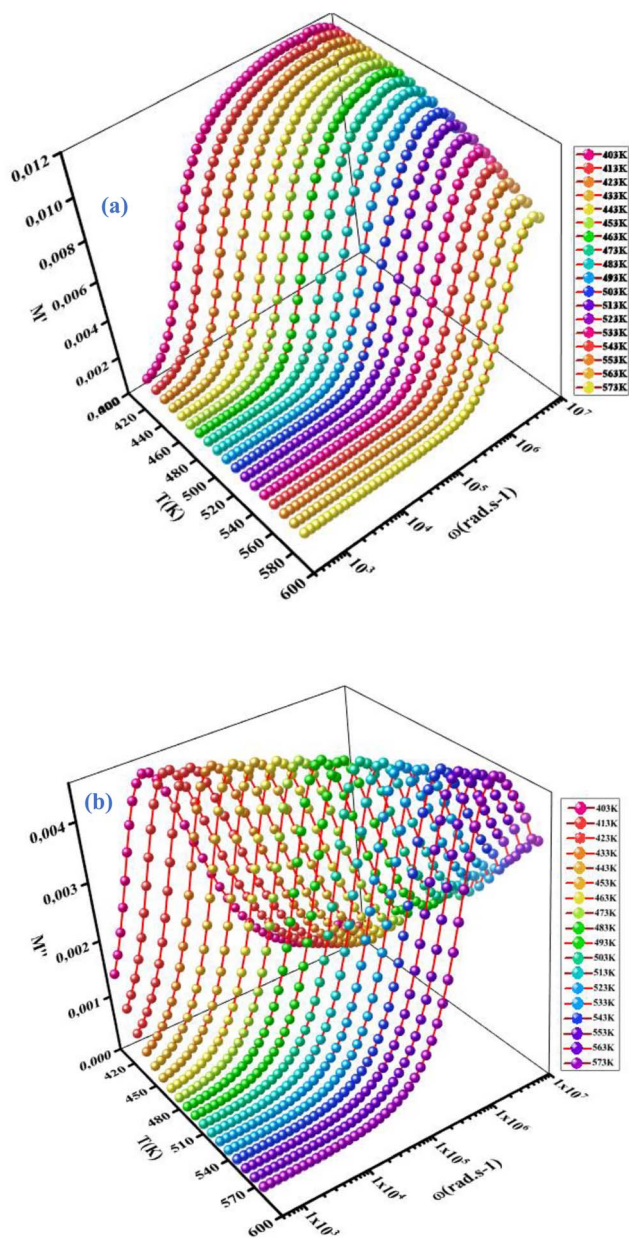 (a)
0,012
0,010
0,008
0,006
0,004
0,002
0,000
M'
400
420
440
460
480
500
520
540
560
580
600
T(K)
10³
10⁴
10⁵
10⁶
10⁷
ω(rad.s-1)
403K
413K
423K
433K
443K
453K
463K
473K
483K
493K
503K
513K
523K
533K
543K
553K
563K
573K
(b)
0,004
0,003
0,002
0,001
0,000
M"
420
450
480
510
540
570
600
T(K)
1x10³
1x10⁴
1x10⁵
1x10⁶
1x10⁷
ω(rad.s-1)
403K
413K
423K
433K
443K
453K
463K
473K
483K
493K
503K
513K
523K
533K
543K
553K
563K
573K